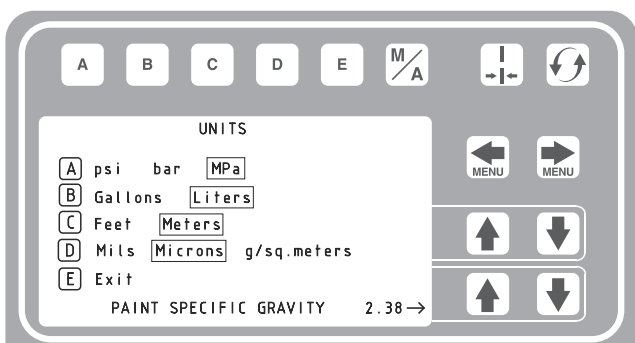 A B C D E M/A
UNITS
A psi bar MPa
B Gallons Liters
C Feet Meters
D Mils Microns g/sq.meters
E Exit
PAINT SPECIFIC GRAVITY 2.38→
MENU MENU